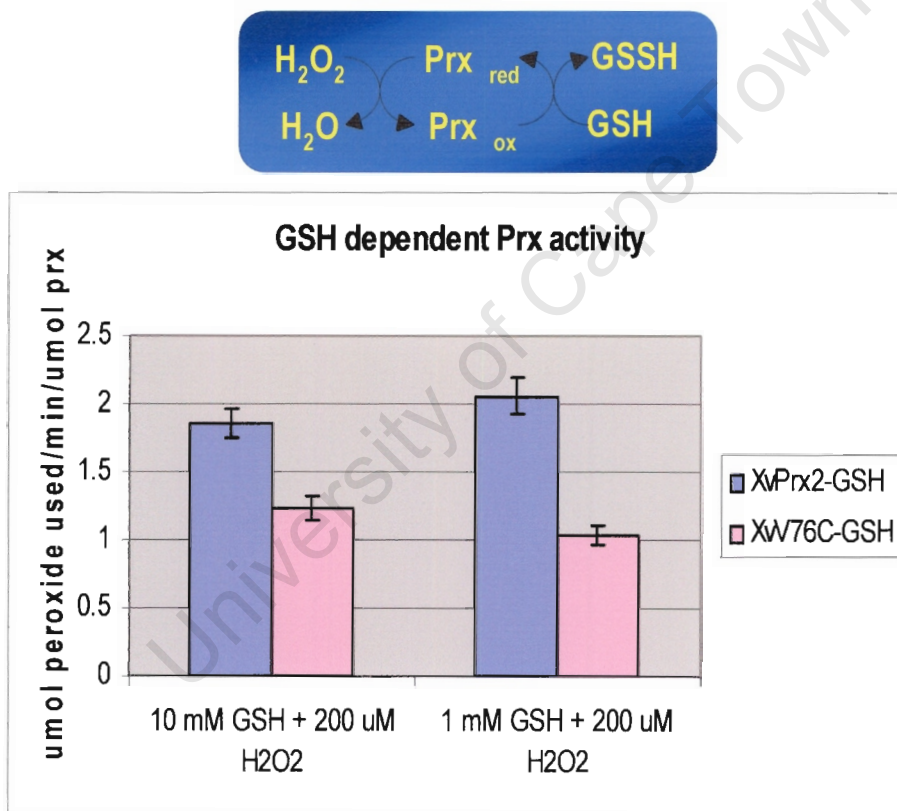 H₂O₂ Prx red GSSH
H₂O Prx ox GSH
GSH dependent Prx activity
umol peroxide used/min/umol prx
2.5
2
1.5
1
0.5
0
10 mM GSH + 200 uM
H2O2
1 mM GSH + 200 uM
H2O2
XvPrx2-GSH
XvV76C-GSH
University of Cape Town